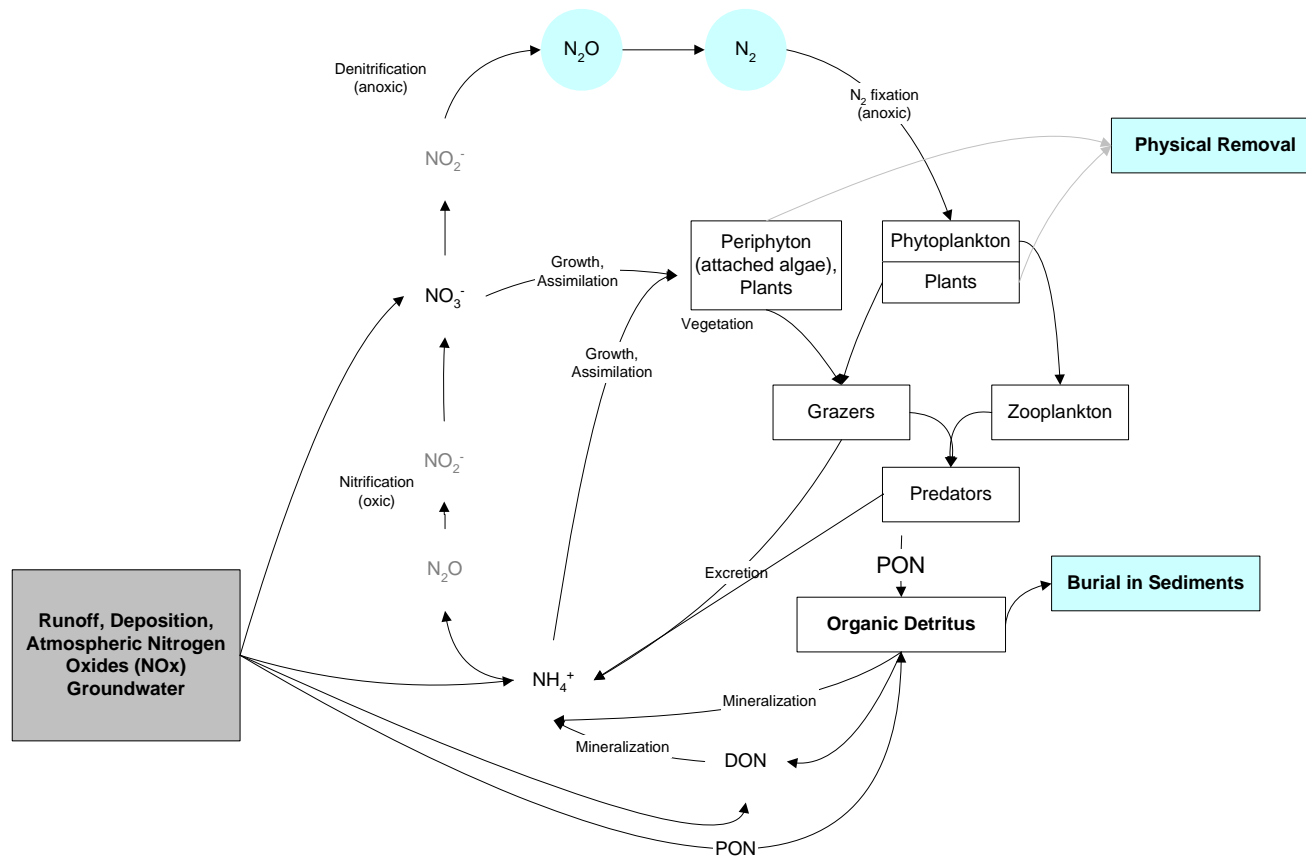 N₂O
N₂
Denitrification
(anoxic)
N₂ fixation
(anoxic)
Physical Removal
NO₂⁻
Periphyton
(attached algae),
Plants
Phytoplankton
Plants
Growth,
Assimilation
NO₃⁻
Vegetation
Growth,
Assimilation
Grazers
Zooplankton
NO₂⁻
Nitrification
(oxic)
Predators
N₂O
Excretion
PON
Burial in Sediments
Runoff, Deposition,
Atmospheric Nitrogen
Oxides (NOx)
Groundwater
Organic Detritus
NH₄⁺
Mineralization
Mineralization
DON
PON